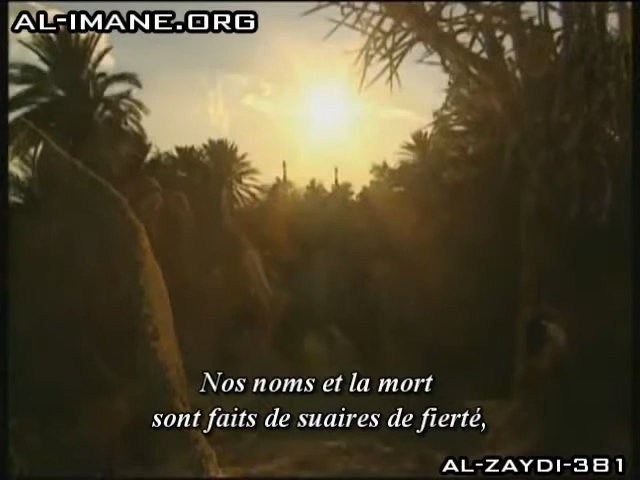 AL-IMANE.ORG
Nos noms et la mort
sont faits de suaires de fierté,
AL-ZAYDI-381